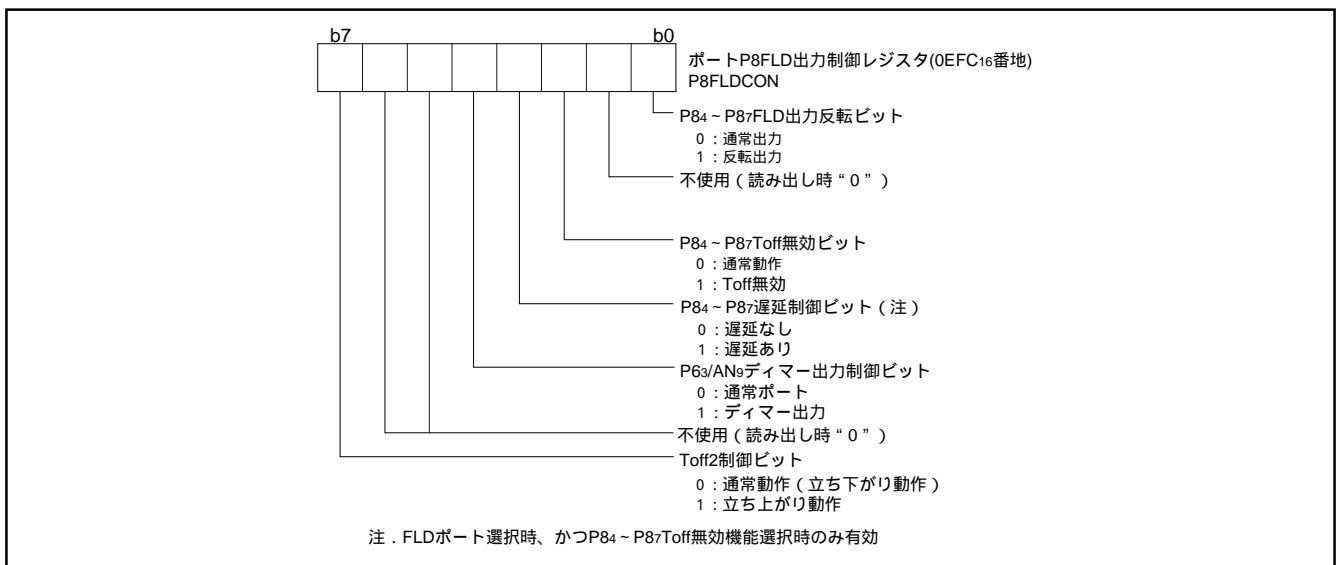 b7 b0
ポートP8FLD出力制御レジスタ(0EFC16番地)
P8FLDCON
P84 ~ P87FLD出力反転ビット
0 : 通常出力
1 : 反転出力
不使用 ( 読み出し時 “ 0 ” )
P84 ~ P87Toff無効ビット
0 : 通常動作
1 : Toff無効
P84 ~ P87遅延制御ビット ( 注 )
0 : 遅延なし
1 : 遅延あり
P63/AN9ディマー出力制御ビット
0 : 通常ポート
1 : ディマー出力
不使用 ( 読み出し時 “ 0 ” )
Toff2制御ビット
0 : 通常動作 ( 立ち下がり動作 )
1 : 立ち上がり動作
注 . FLDポート選択時、かつP84 ~ P87Toff無効機能選択時のみ有効